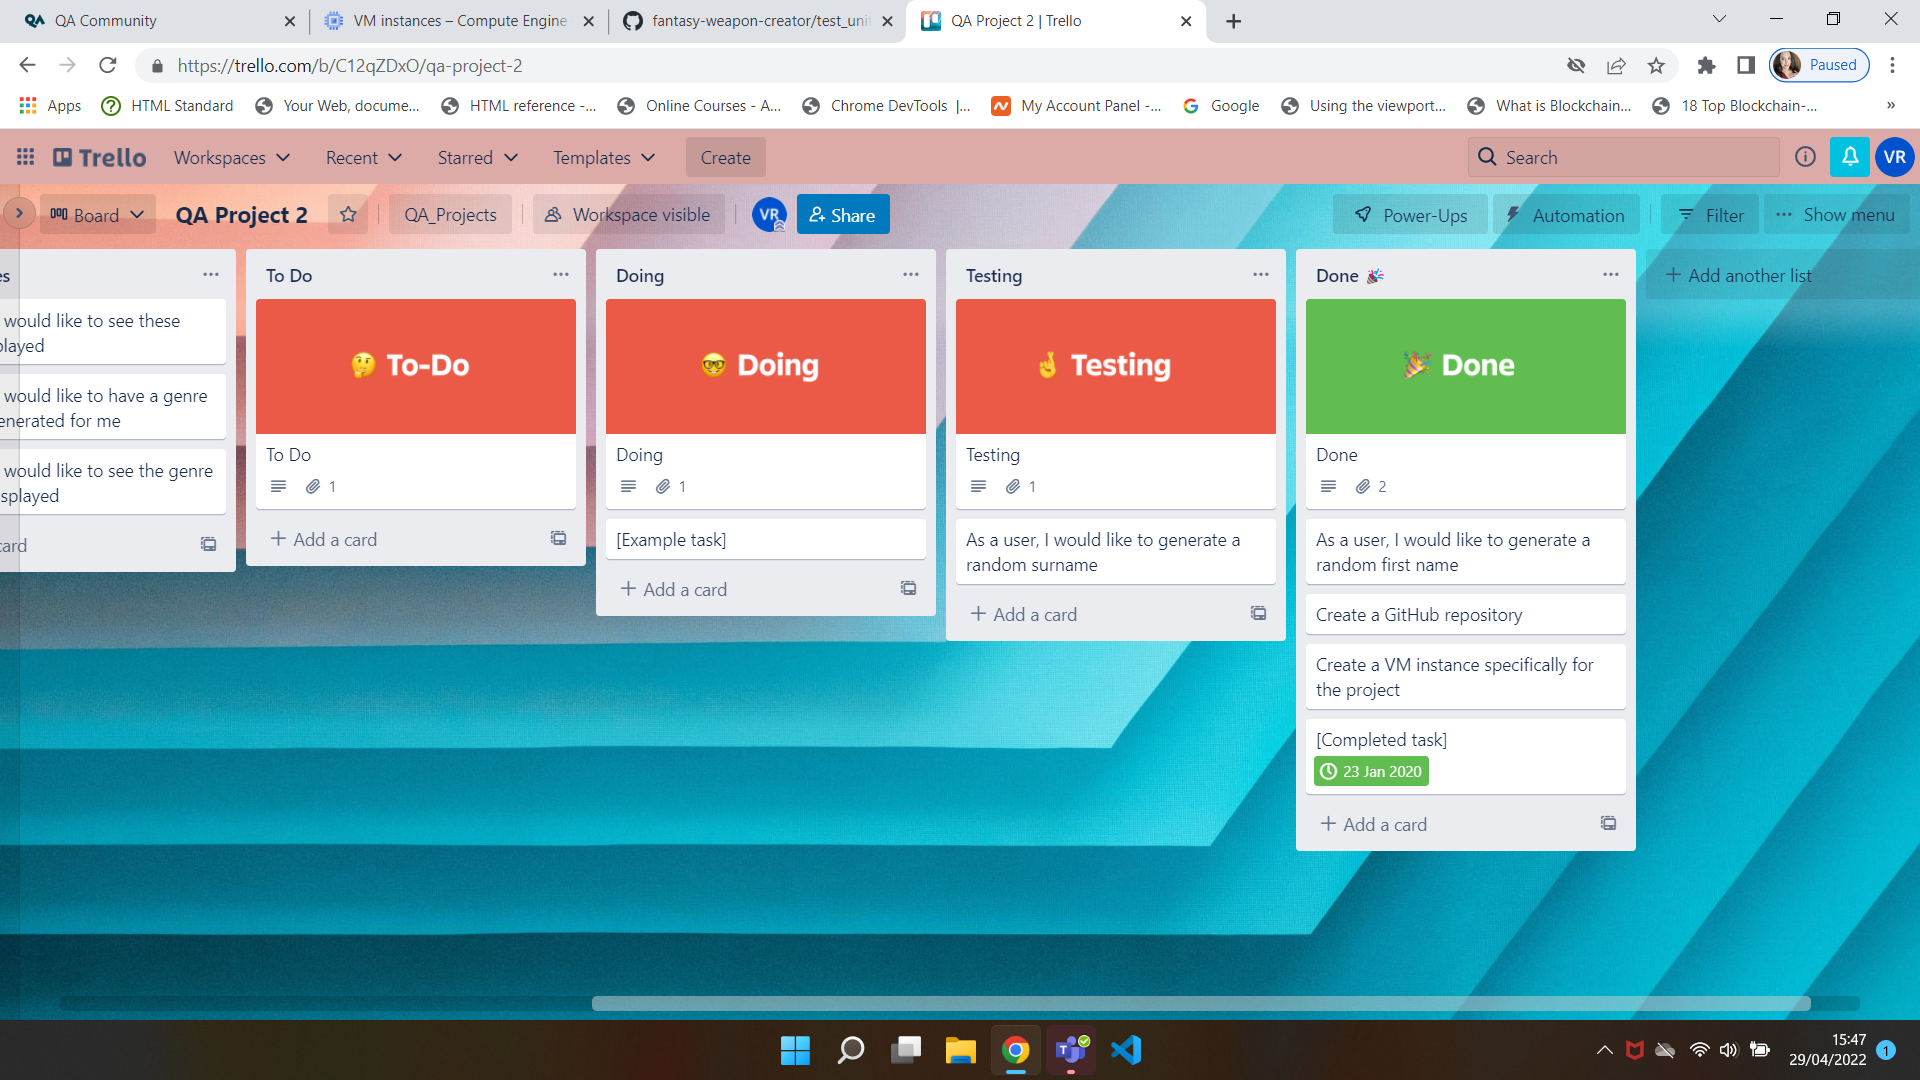 QA Community
VM instances – Compute Engine
fantasy-weapon-creator/test_unit
QA Project 2 | Trello
https://trello.com/b/C12qZDxO/qa-project-2
Paused
Apps
HTML Standard
Your Web, docume...
HTML reference -...
Online Courses - A...
Chrome DevTools |...
My Account Panel -...
Google
Using the viewport...
What is Blockchain...
18 Top Blockchain-...
»
Trello
Workspaces
Recent
Starred
Templates
Create
Search
VR
Board
QA Project 2
QA_Projects
Workspace visible
VR
Share
Power-Ups
Automation
Filter
Show menu
es
would like to see these
played
would like to have a genre
enerated for me
would like to see the genre
splayed
card
To Do
🤔 To-Do
To Do
1
+ Add a card
Doing
🤓 Doing
Doing
1
[Example task]
+ Add a card
Testing
🤞 Testing
Testing
1
As a user, I would like to generate a
random surname
+ Add a card
Done 🎉
🎉 Done
Done
2
As a user, I would like to generate a
random first name
Create a GitHub repository
Create a VM instance specifically for
the project
[Completed task]
23 Jan 2020
+ Add a card
+ Add another list
15:47
29/04/2022
1